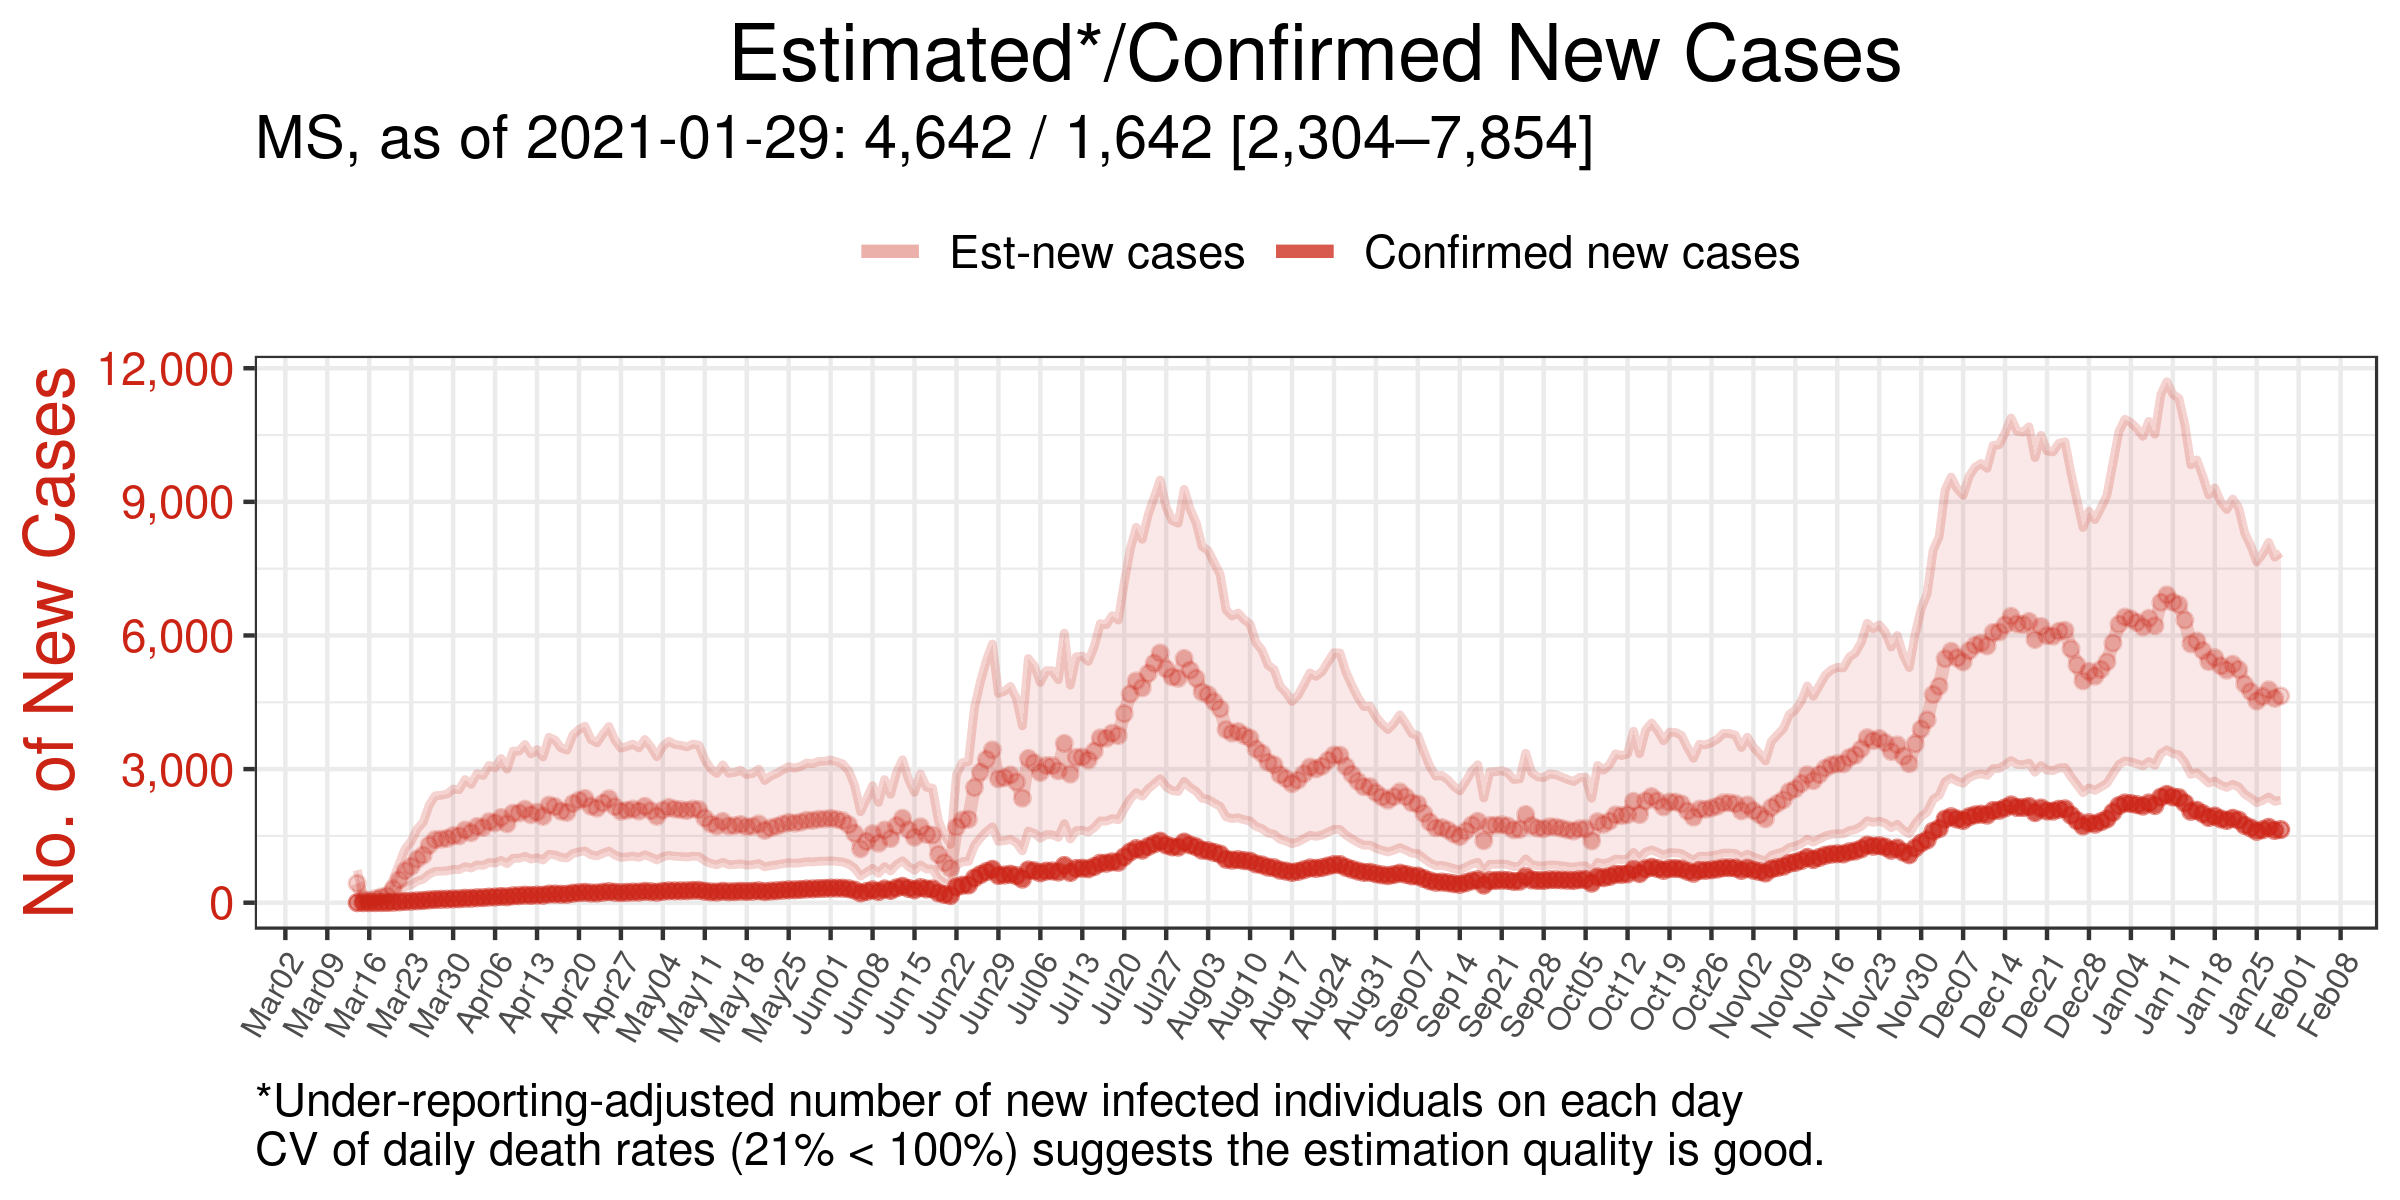 Estimated*/Confirmed New Cases
MS, as of 2021-01-29: 4,642 / 1,642 [2,304–7,854]
Est-new cases
Confirmed new cases
No. of New Cases
12,000
9,000
6,000
3,000
0
Mar02
Mar09
Mar16
Mar23
Mar30
Apr06
Apr13
Apr20
Apr27
May04
May11
May18
May25
Jun01
Jun08
Jun15
Jun22
Jun29
Jul06
Jul13
Jul20
Jul27
Aug03
Aug10
Aug17
Aug24
Aug31
Sep07
Sep14
Sep21
Sep28
Oct05
Oct12
Oct19
Oct26
Nov02
Nov09
Nov16
Nov23
Nov30
Dec07
Dec14
Dec21
Dec28
Jan04
Jan11
Jan18
Jan25
Feb01
Feb08
*Under-reporting-adjusted number of new infected individuals on each day
CV of daily death rates (21% < 100%) suggests the estimation quality is good.